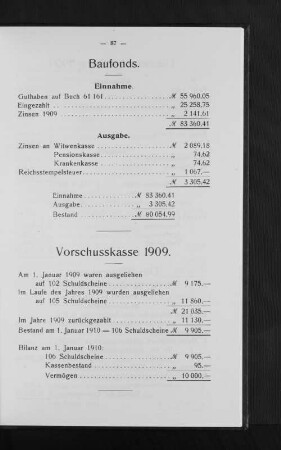 — 87 —
Baufonds.
Einnahme.
Guthaben auf Buch 61 161 . . . . . . . . . . ℳ 55 960.05
Eingezahlt . . . . . . . . . . „ 25 258.75
Zinsen 1909 . . . . . . . . . . „ 2 141.61
ℳ 83 360.41
Ausgabe.
Zinsen an Witwenkasse . . . . . . . . . . ℳ 2 089.18
Pensionskasse . . . . . . . . . . „ 74.62
Krankenkasse . . . . . . . . . . „ 74.62
Reichsstempelsteuer . . . . . . . . . . „ 1 067.—
ℳ 3 305.42
Einnahme . . . . . . . . ℳ 83 360.41
Ausgabe . . . . . . . . „ 3 305.42
Bestand . . . . . . . . ℳ 80 054.99
Vorschusskasse 1909.
Am 1. Januar 1909 waren ausgeliehen
auf 102 Schuldscheine . . . . . . . . . . ℳ 9 175.—
im Laufe des Jahres 1909 wurden ausgeliehen
auf 105 Schuldscheine . . . . . . . . . . „ 11 860.—
ℳ 21 035.—
Im Jahre 1909 zurückgezahlt . . . . . . . . . . „ 11 130.—
Bestand am 1. Januar 1910 — 106 Schuldscheine ℳ 9 905.—
Bilanz am 1. Januar 1910:
106 Schuldscheine . . . . . . . . . . ℳ 9 905.—
Kassenbestand . . . . . . . . . . „ 95.—
Vermögen . . . . . . . . . . „ 10 000.—